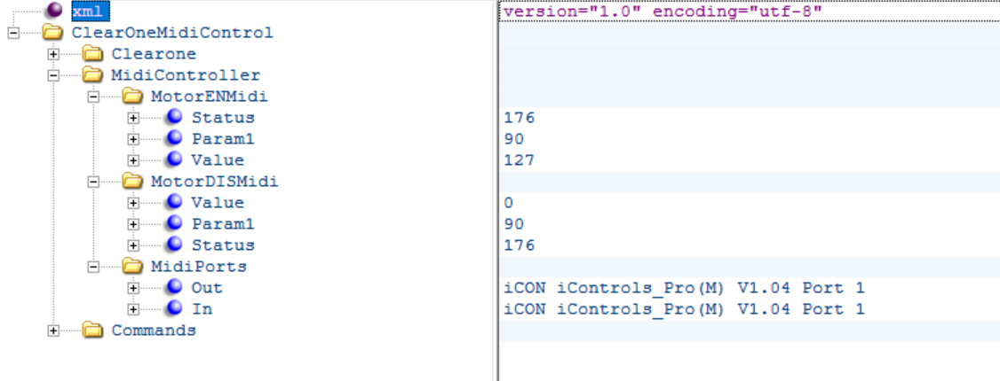 xml version="1.0" encoding="utf-8"
ClearOneMidiControl
Clearone
MidiController
MotorENMidi
Status 176
Param1 90
Value 127
MotorDISMidi
Value 0
Param1 90
Status 176
MidiPorts
Out iCON iControls_Pro(M) V1.04 Port 1
In iCON iControls_Pro(M) V1.04 Port 1
Commands